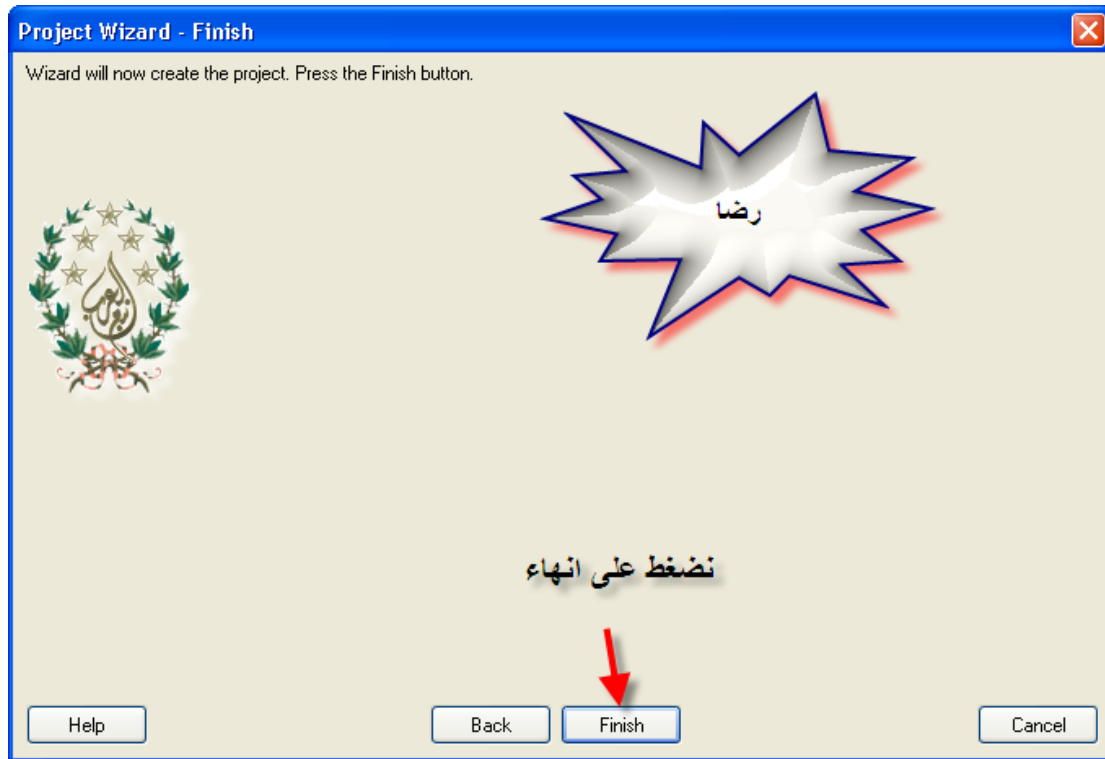 Project Wizard - Finish
Wizard will now create the project. Press the Finish button.
رضا
نضغط على انهاء
Help
Back
Finish
Cancel